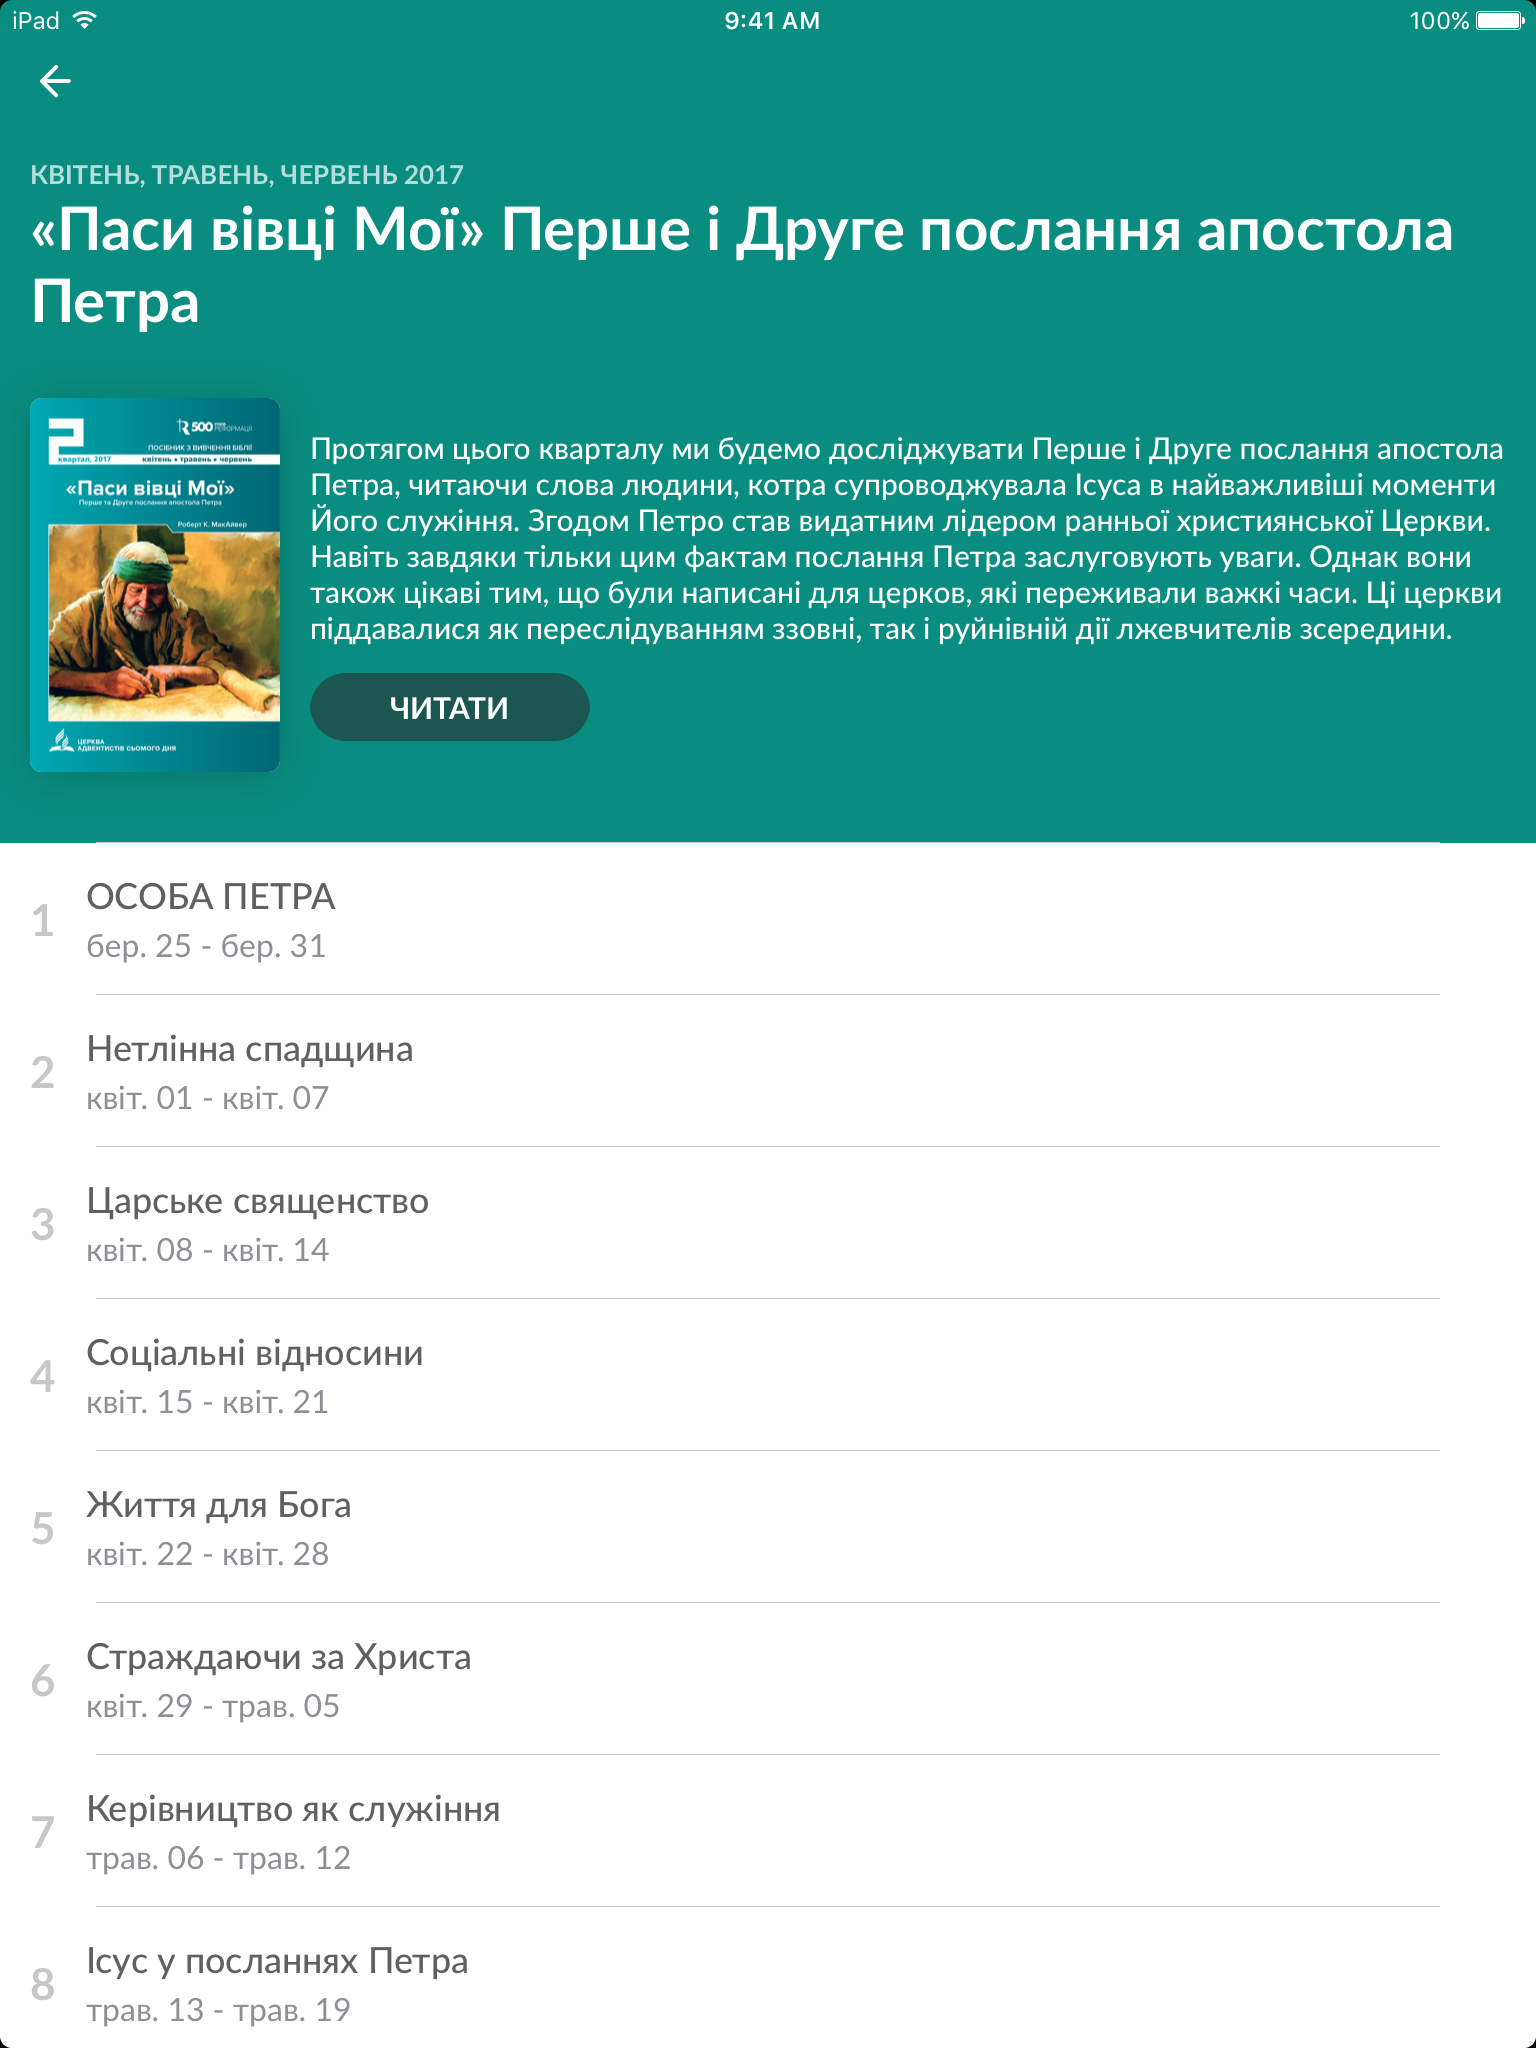 iPad
9:41 AM
100%
КВІТЕНЬ, ТРАВЕНЬ, ЧЕРВЕНЬ 2017
«Паси вівці Мої» Перше і Друге послання апостола
Петра
R 500 РОКІВ РЕФОРМАЦІЇ
ПОСІБНИК З ВИВЧЕННЯ БІБЛІЇ
2
квартал, 2017
квітень • травень • червень
«Паси вівці Мої»
Перше та Друге послання апостола Петра
Роберт К. МакАйвер
ЦЕРКВА
АДВЕНТИСТІВ СЬОМОГО ДНЯ
Протягом цього кварталу ми будемо досліджувати Перше і Друге послання апостола
Петра, читаючи слова людини, котра супроводжувала Ісуса в найважливіші моменти
Його служіння. Згодом Петро став видатним лідером ранньої християнської Церкви.
Навіть завдяки тільки цим фактам послання Петра заслуговують уваги. Однак вони
також цікаві тим, що були написані для церков, які переживали важкі часи. Ці церкви
піддавалися як переслідуванням ззовні, так і руйнівній дії лжевчителів зсередини.
ЧИТАТИ
1
ОСОБА ПЕТРА
бер. 25 - бер. 31
2
Нетлінна спадщина
квіт. 01 - квіт. 07
3
Царське священство
квіт. 08 - квіт. 14
4
Соціальні відносини
квіт. 15 - квіт. 21
5
Життя для Бога
квіт. 22 - квіт. 28
6
Страждаючи за Христа
квіт. 29 - трав. 05
7
Керівництво як служіння
трав. 06 - трав. 12
8
Ісус у посланнях Петра
трав. 13 - трав. 19